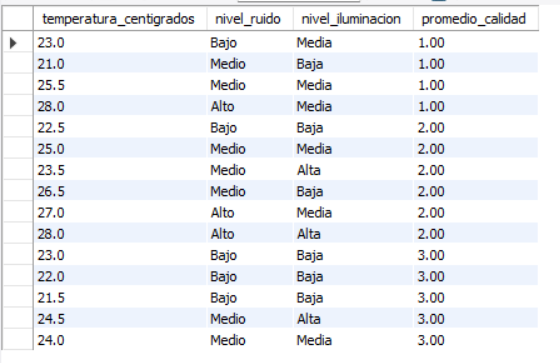 temperatura_centigrados nivel_ruido nivel_iluminacion promedio_calidad
23.0 Bajo Media 1.00
21.0 Medio Baja 1.00
25.5 Medio Media 1.00
28.0 Alto Media 1.00
22.5 Bajo Baja 2.00
25.0 Medio Media 2.00
23.5 Medio Alta 2.00
26.5 Medio Baja 2.00
27.0 Alto Media 2.00
28.0 Alto Alta 2.00
23.0 Bajo Baja 3.00
22.0 Bajo Baja 3.00
21.5 Bajo Baja 3.00
24.5 Medio Alta 3.00
24.0 Medio Media 3.00